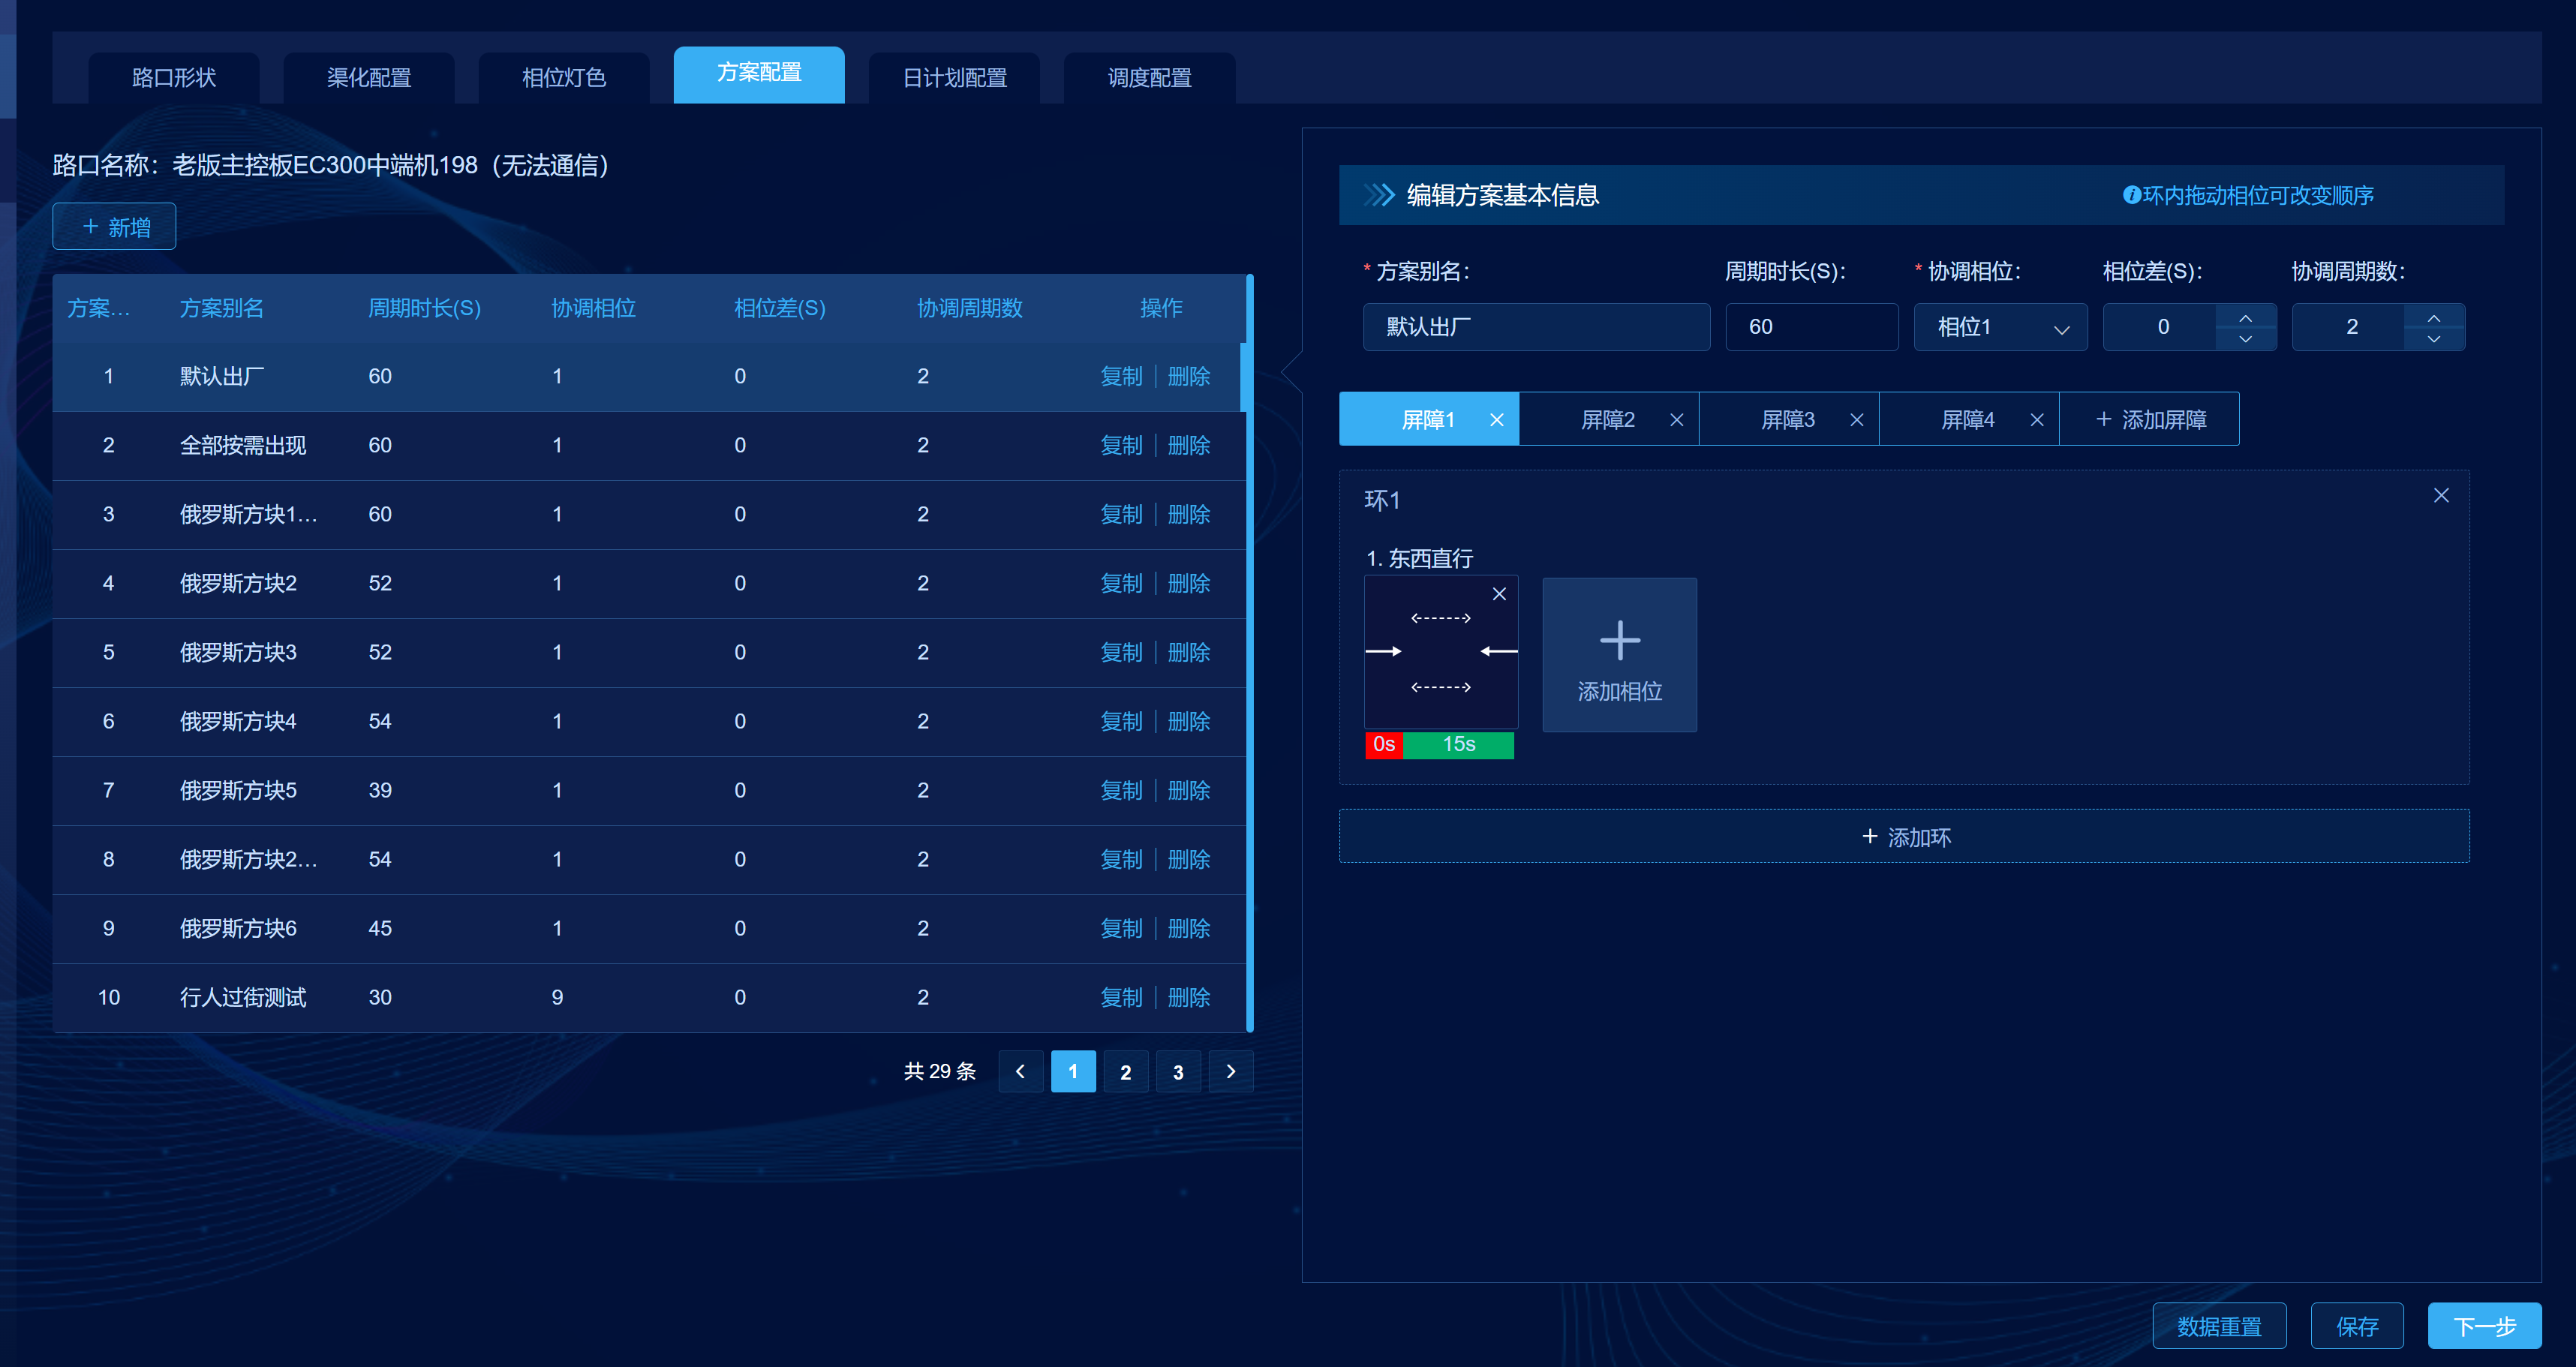 路口形状 渠化配置 相位灯色 方案配置 日计划配置 调度配置
路口名称：老版主控板EC300中端机198（无法通信）
+ 新增
方案... 方案别名 周期时长(S) 协调相位 相位差(S) 协调周期数 操作
1 默认出厂 60 1 0 2 复制 删除
2 全部按需出现 60 1 0 2 复制 删除
3 俄罗斯方块1... 60 1 0 2 复制 删除
4 俄罗斯方块2 52 1 0 2 复制 删除
5 俄罗斯方块3 52 1 0 2 复制 删除
6 俄罗斯方块4 54 1 0 2 复制 删除
7 俄罗斯方块5 39 1 0 2 复制 删除
8 俄罗斯方块2... 54 1 0 2 复制 删除
9 俄罗斯方块6 45 1 0 2 复制 删除
10 行人过街测试 30 9 0 2 复制 删除
共 29 条 1 2 3
编辑方案基本信息 环内拖动相位可改变顺序
* 方案别名： 周期时长(S)： * 协调相位： 相位差(S)： 协调周期数：
默认出厂 60 相位1 0 2
屏障1 屏障2 屏障3 屏障4 + 添加屏障
环1
1. 东西直行
添加相位
0s 15s
+ 添加环
数据重置 保存 下一步